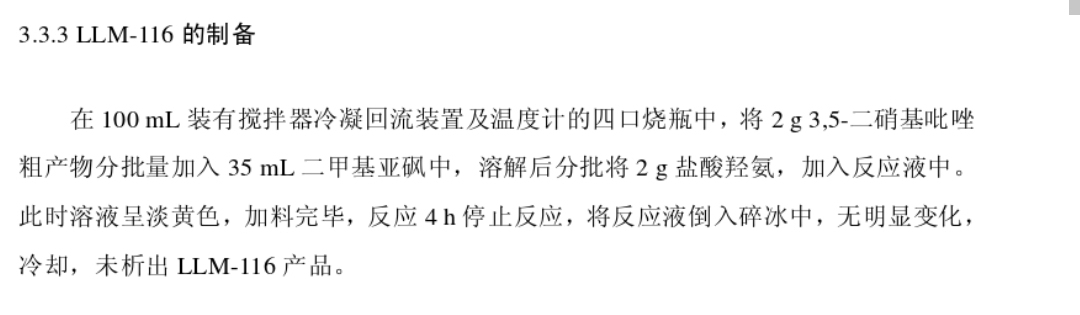 3.3.3 LLM-116 的制备
在 100 mL 装有搅拌器冷凝回流装置及温度计的四口烧瓶中，将 2 g 3,5-二硝基吡唑
粗产物分批量加入 35 mL 二甲基亚砜中，溶解后分批将 2 g 盐酸羟氨，加入反应液中。
此时溶液呈淡黄色，加料完毕，反应 4 h 停止反应，将反应液倒入碎冰中，无明显变化，
冷却，未析出 LLM-116 产品。